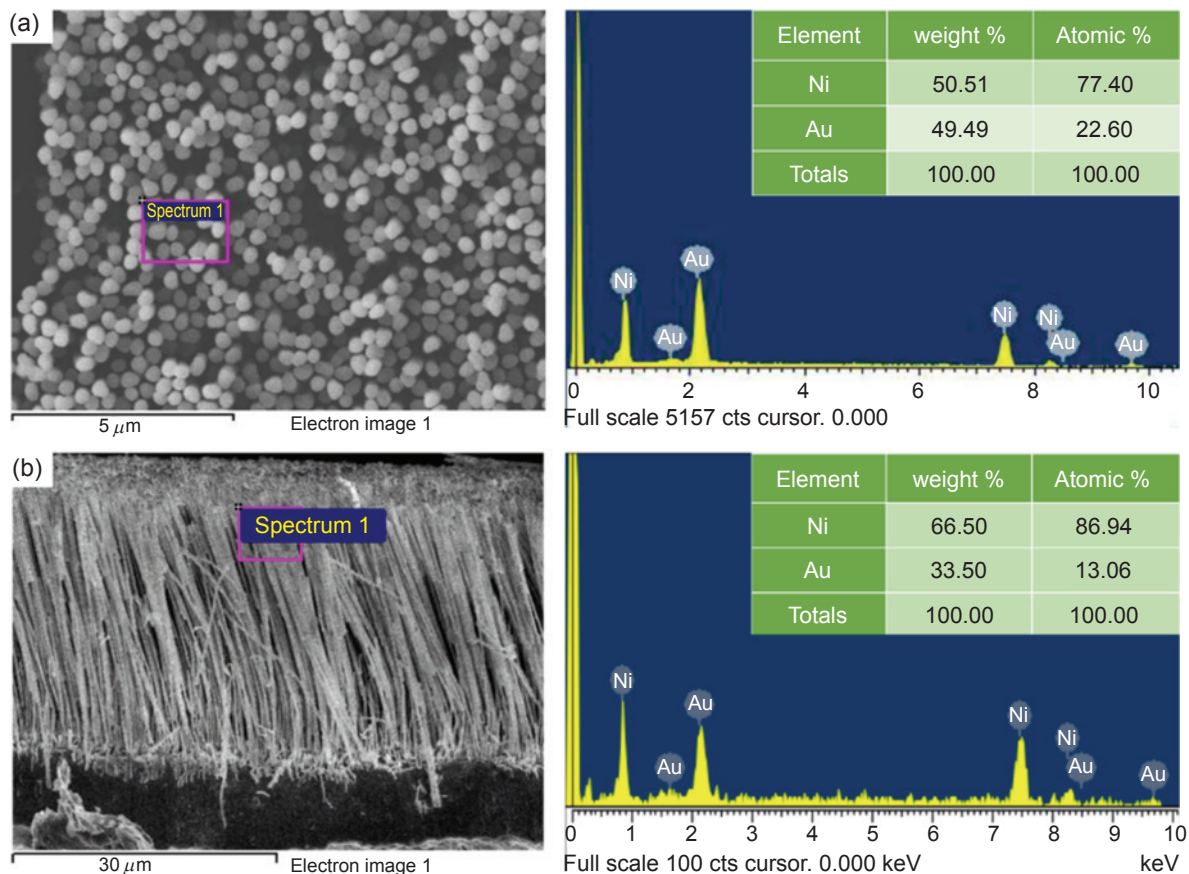 (a)
Spectrum 1
5 μm
Electron image 1
Element weight % Atomic %
Ni 50.51 77.40
Au 49.49 22.60
Totals 100.00 100.00
Ni
Au
Au
Ni
Ni
Au
Au
0 2 4 6 8 10
Full scale 5157 cts cursor. 0.000
(b)
Spectrum 1
30 μm
Electron image 1
Element weight % Atomic %
Ni 66.50 86.94
Au 33.50 13.06
Totals 100.00 100.00
Ni
Au
Au
Ni
Ni
Au
Au
0 1 2 3 4 5 6 7 8 9 10
Full scale 100 cts cursor. 0.000 keV
keV